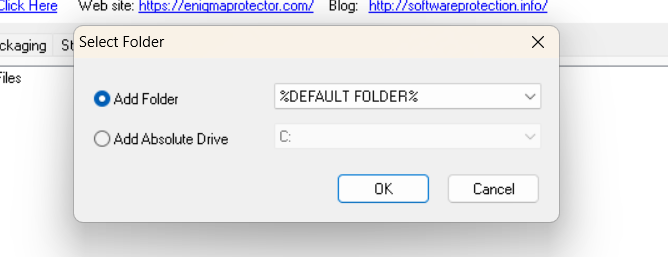 Click Here Web site: https://enigmaprotector.com/ Blog: http://softwareprotection.info/
ckaging St
Select Folder
Files
Add Folder %DEFAULT FOLDER%
Add Absolute Drive C:
OK Cancel